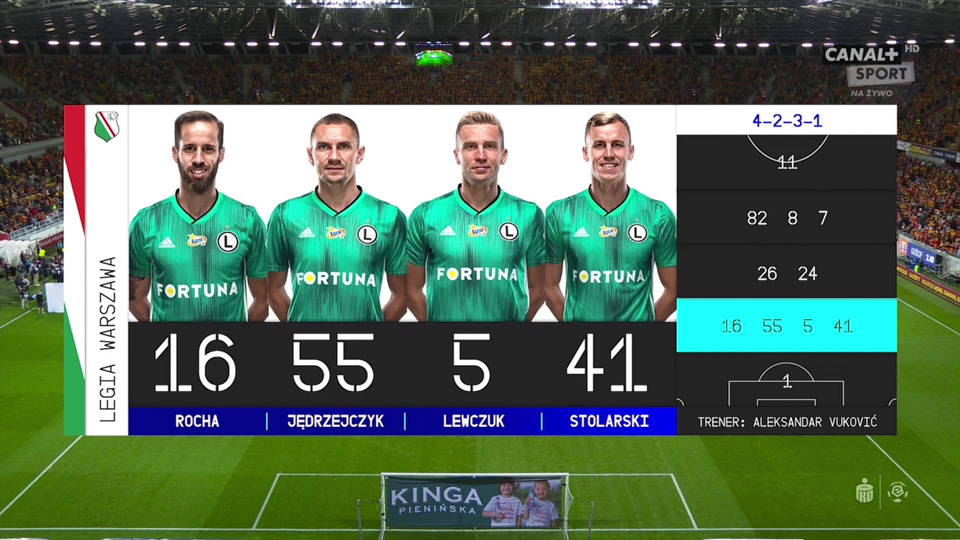 CANAL+ HD
SPORT
NA ŻYWO
LEGIA WARSZAWA
L
L
L
FORTUNA
FORTUNA
FORTUNA
FORTUNA
16 55 5 41
ROCHA JĘDRZEJCZYK LEWCZUK STOLARSKI
4-2-3-1
11
82 8 7
26 24
16 55 5 41
1
TRENER: ALEKSANDAR VUKOVIĆ
KINGA
PIENIŃSKA